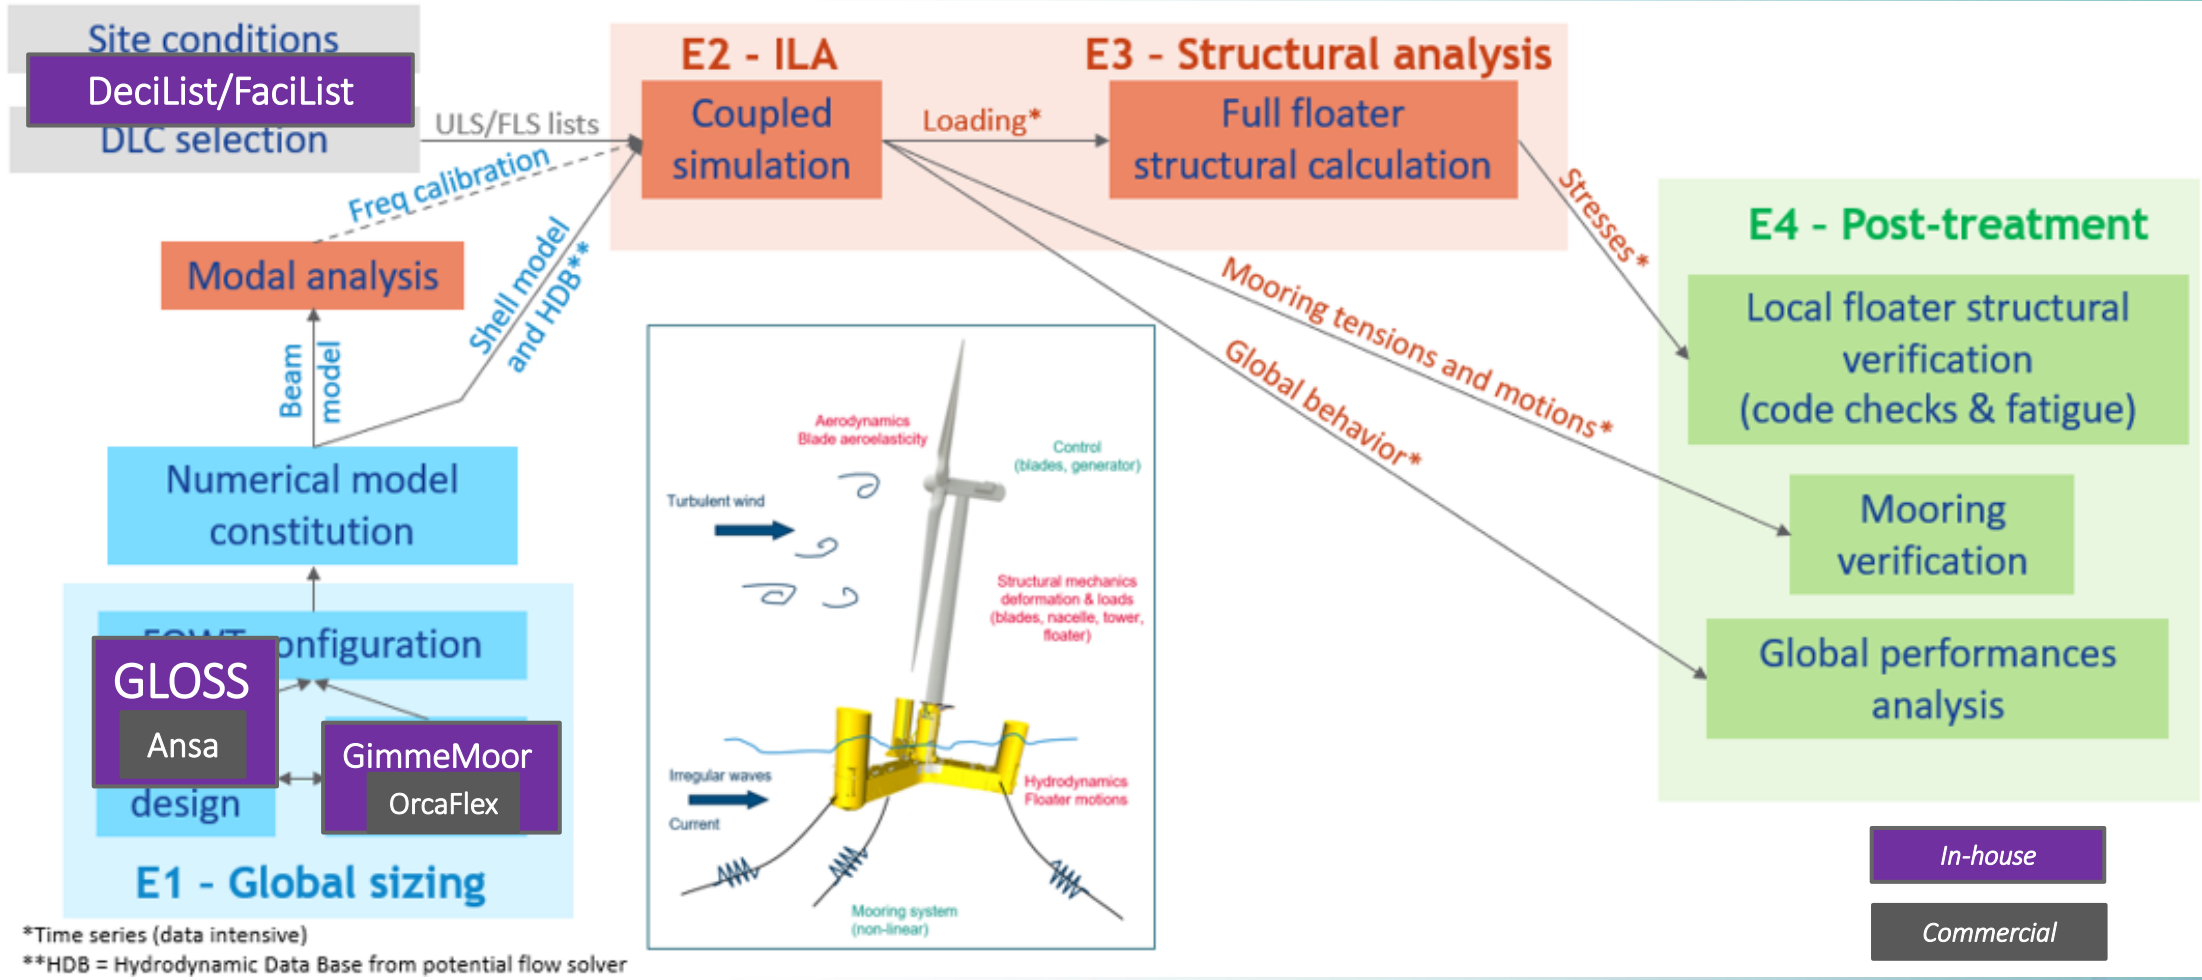 Site conditions
DeciList/FaciList
DLC selection
ULS/FLS lists
Freq calibration
Shell model
and HDB**
Modal analysis
Beam
model
Numerical model
constitution
configuration
GLOSS
Ansa
GimmeMoor
OrcaFlex
design
E1 - Global sizing
*Time series (data intensive)
**HDB = Hydrodynamic Data Base from potential flow solver
E2 - ILA
Coupled
simulation
Loading*
E3 - Structural analysis
Full floater
structural calculation
Stresses*
Mooring tensions and motions*
Global behavior*
E4 - Post-treatment
Local floater structural
verification
(code checks & fatigue)
Mooring
verification
Global performances
analysis
Aerodynamics
Blade aeroelasticity
Control
(blades, generator)
Turbulent wind
Structural mechanics
deformation & loads
(blades, nacelle, tower,
floater)
Irregular waves
Current
Hydrodynamics
Floater motions
Mooring system
(non-linear)
In-house
Commercial